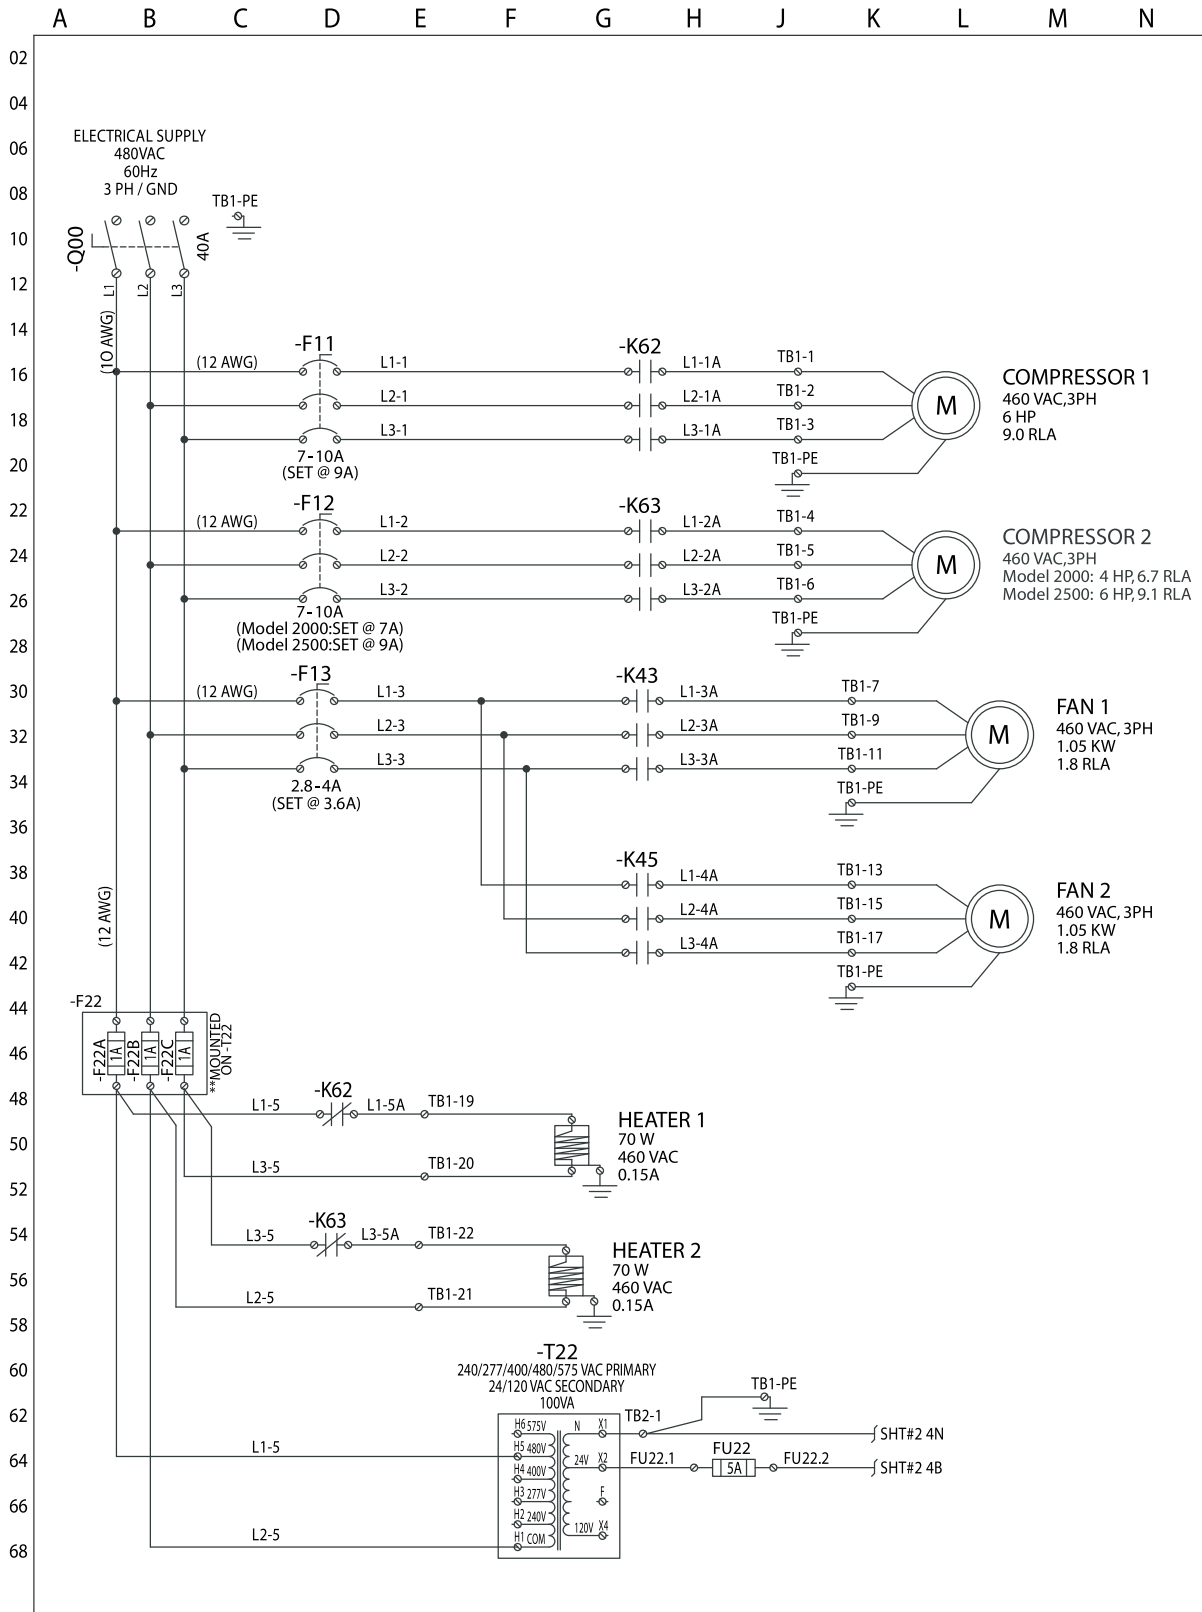 A B C D E F G H J K L M N
02
04
06
08
10
12
14
16
18
20
22
24
26
28
30
32
34
36
38
40
42
44
46
48
50
52
54
56
58
60
62
64
66
68
ELECTRICAL SUPPLY
480VAC
60Hz
3 PH / GND
TB1-PE
-Q00
40A
L1
L2
L3
(10 AWG)
(12 AWG)
-F11
L1-1
-K62
L1-1A
TB1-1
L2-1
L2-1A
TB1-2
L3-1
L3-1A
TB1-3
7-10A
(SET @ 9A)
TB1-PE
M
COMPRESSOR 1
460 VAC,3PH
6 HP
9.0 RLA
(12 AWG)
-F12
L1-2
-K63
L1-2A
TB1-4
L2-2
L2-2A
TB1-5
L3-2
L3-2A
TB1-6
7-10A
(Model 2000:SET @ 7A)
(Model 2500:SET @ 9A)
TB1-PE
M
COMPRESSOR 2
460 VAC,3PH
Model 2000: 4 HP, 6.7 RLA
Model 2500: 6 HP, 9.1 RLA
(12 AWG)
-F13
L1-3
-K43
L1-3A
TB1-7
L2-3
L2-3A
TB1-9
L3-3
L3-3A
TB1-11
2.8-4A
(SET @ 3.6A)
TB1-PE
M
FAN 1
460 VAC, 3PH
1.05 KW
1.8 RLA
(12 AWG)
-K45
L1-4A
TB1-13
L2-4A
TB1-15
L3-4A
TB1-17
TB1-PE
M
FAN 2
460 VAC, 3PH
1.05 KW
1.8 RLA
-F22
-F22A
1A
-F22B
1A
-F22C
1A
**MOUNTED
ON -T22
L1-5
-K62
L1-5A
TB1-19
L3-5
TB1-20
HEATER 1
70 W
460 VAC
0.15A
L3-5
-K63
L3-5A
TB1-22
L2-5
TB1-21
HEATER 2
70 W
460 VAC
0.15A
-T22
240/277/400/480/575 VAC PRIMARY
24/120 VAC SECONDARY
100VA
TB1-PE
H6 575V
N X1
TB2-1
SHT#2 4N
L1-5
H5 480V
24V X2
FU22.1
FU22
5A
FU22.2
SHT#2 4B
H4 400V
H3 277V
F
H2 240V
120V X4
L2-5
H1 COM